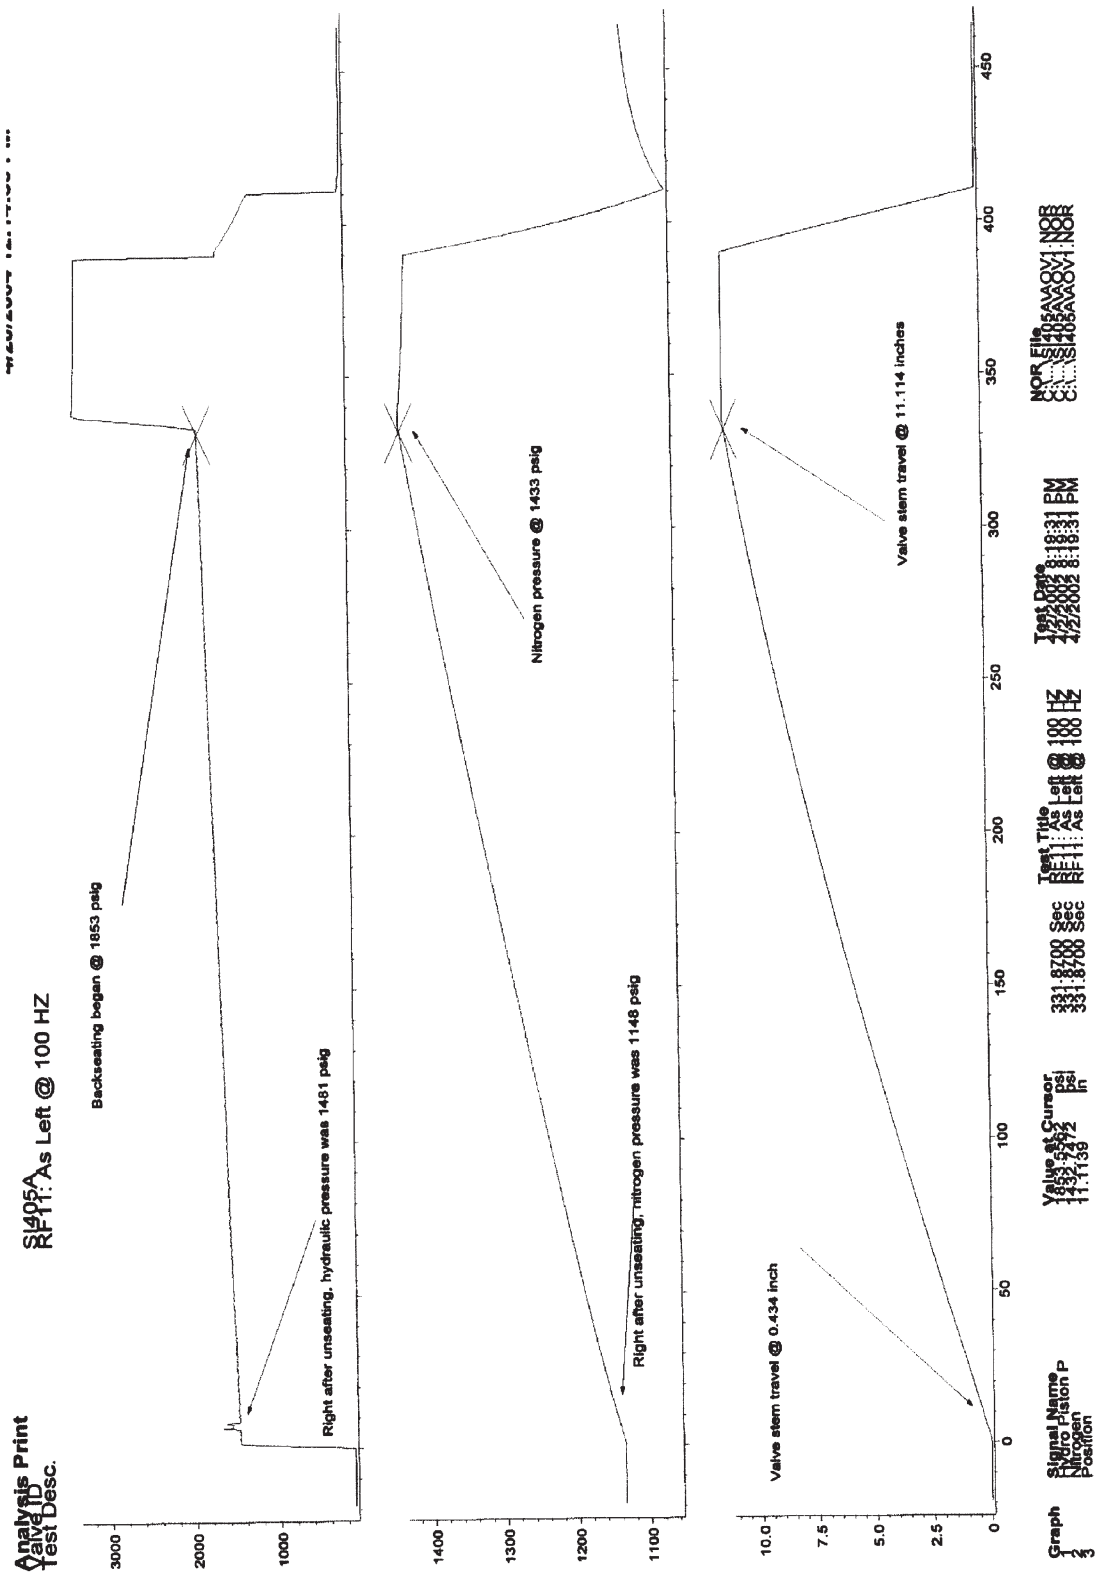 Analysis Print
Valve ID SI405A
Test Desc. RF11: As Left @ 100 HZ
3000
2000
1000
Backseating began @ 1853 psig
Right after unseating, hydraulic pressure was 1481 psig
1400
1300
1200
1100
Nitrogen pressure @ 1433 psig
Right after unseating, nitrogen pressure was 1148 psig
10.0
7.5
5.0
2.5
0
Valve stem travel @ 0.434 inch
Valve stem travel @ 11.114 inches
0 50 100 150 200 250 300 350 400 450
Graph Signal Name Value at Cursor Test Title Test Date NOR File
1 Hydro Piston P 1853.5562 psi 331.8700 Sec RF11: As Left @ 100 HZ 4/2/2002 8:19:31 PM C:\...\SI405AVAOV1.NOR
2 Nitrogen 1432.7472 psi 331.8700 Sec RF11: As Left @ 100 HZ 4/2/2002 8:19:31 PM C:\...\SI405AVAOV1.NOR
3 Position 11.1139 in 331.8700 Sec RF11: As Left @ 100 HZ 4/2/2002 8:19:31 PM C:\...\SI405AVAOV1.NOR